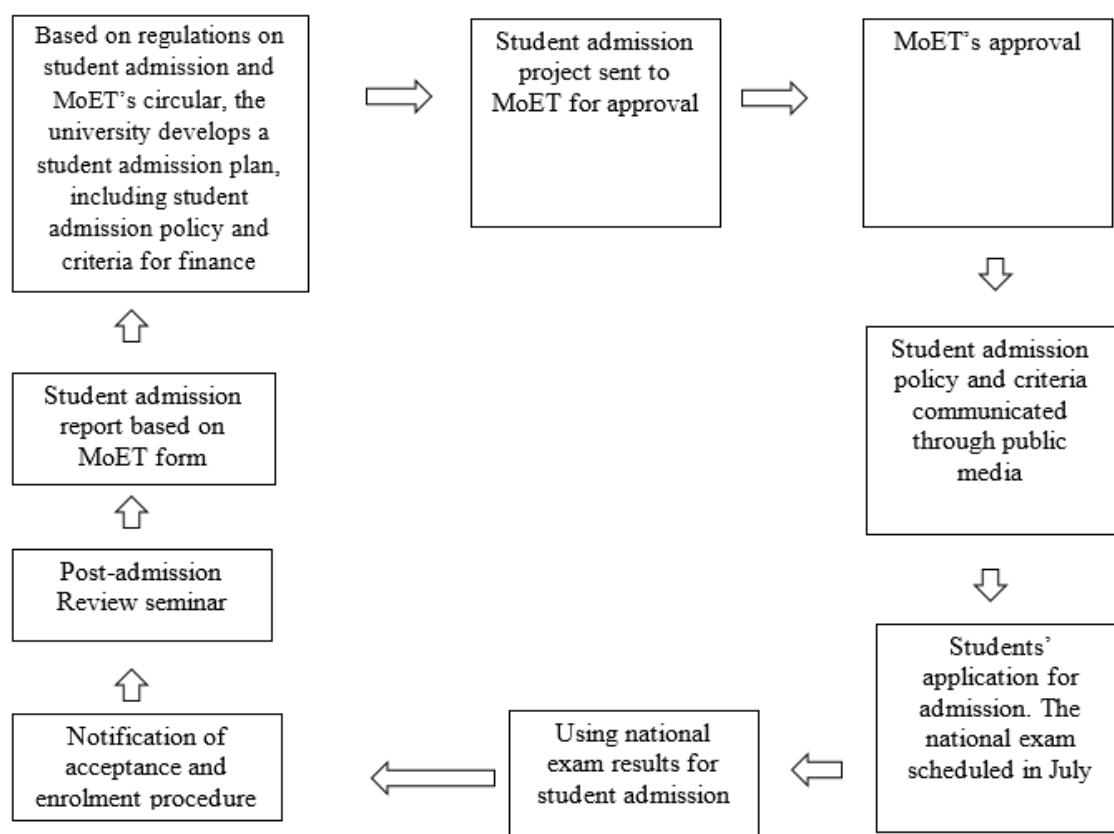 Based on regulations on
student admission and
MoET’s circular, the
university develops a
student admission plan,
including student
admission policy and
criteria for finance
Student admission
project sent to
MoET for approval
MoET’s approval
Student admission
policy and criteria
communicated
through public
media
Students’
application for
admission. The
national exam
scheduled in July
Using national
exam results for
student admission
Notification of
acceptance and
enrolment procedure
Post-admission
Review seminar
Student admission
report based on
MoET form